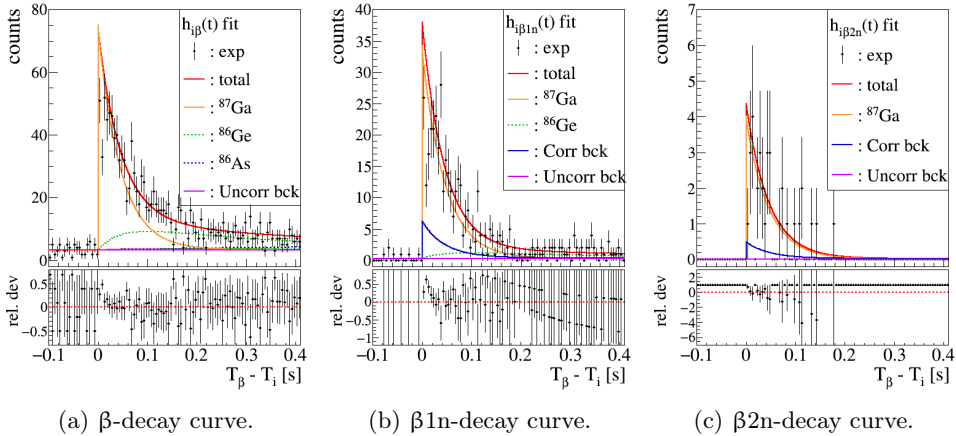 counts
80
60
40
20
0
h_iβ(t) fit
: exp
: total
: ⁸⁷Ga
: ⁸⁶Ge
: ⁸⁶As
: Uncorr bck
rel. dev
0.5
0.0
-0.5
-0.1 0 0.1 0.2 0.3 0.4
T_β - T_i [s]
(a) β-decay curve.
counts
40
35
30
25
20
15
10
5
0
h_iβ1n(t) fit
: exp
: total
: ⁸⁷Ga
: ⁸⁶Ge
: Corr bck
: Uncorr bck
rel. dev
0.5
0.0
-0.5
-1
-0.1 0 0.1 0.2 0.3 0.4
T_β - T_i [s]
(b) β1n-decay curve.
counts
7
6
5
4
3
2
1
0
h_iβ2n(t) fit
: exp
: total
: ⁸⁷Ga
: Corr bck
: Uncorr bck
rel. dev
2
0
-2
-4
-6
-0.1 0 0.1 0.2 0.3 0.4
T_β - T_i [s]
(c) β2n-decay curve.